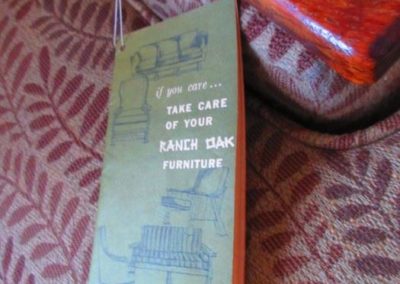 if you care...
TAKE CARE
OF YOUR
RANCH OAK
FURNITURE